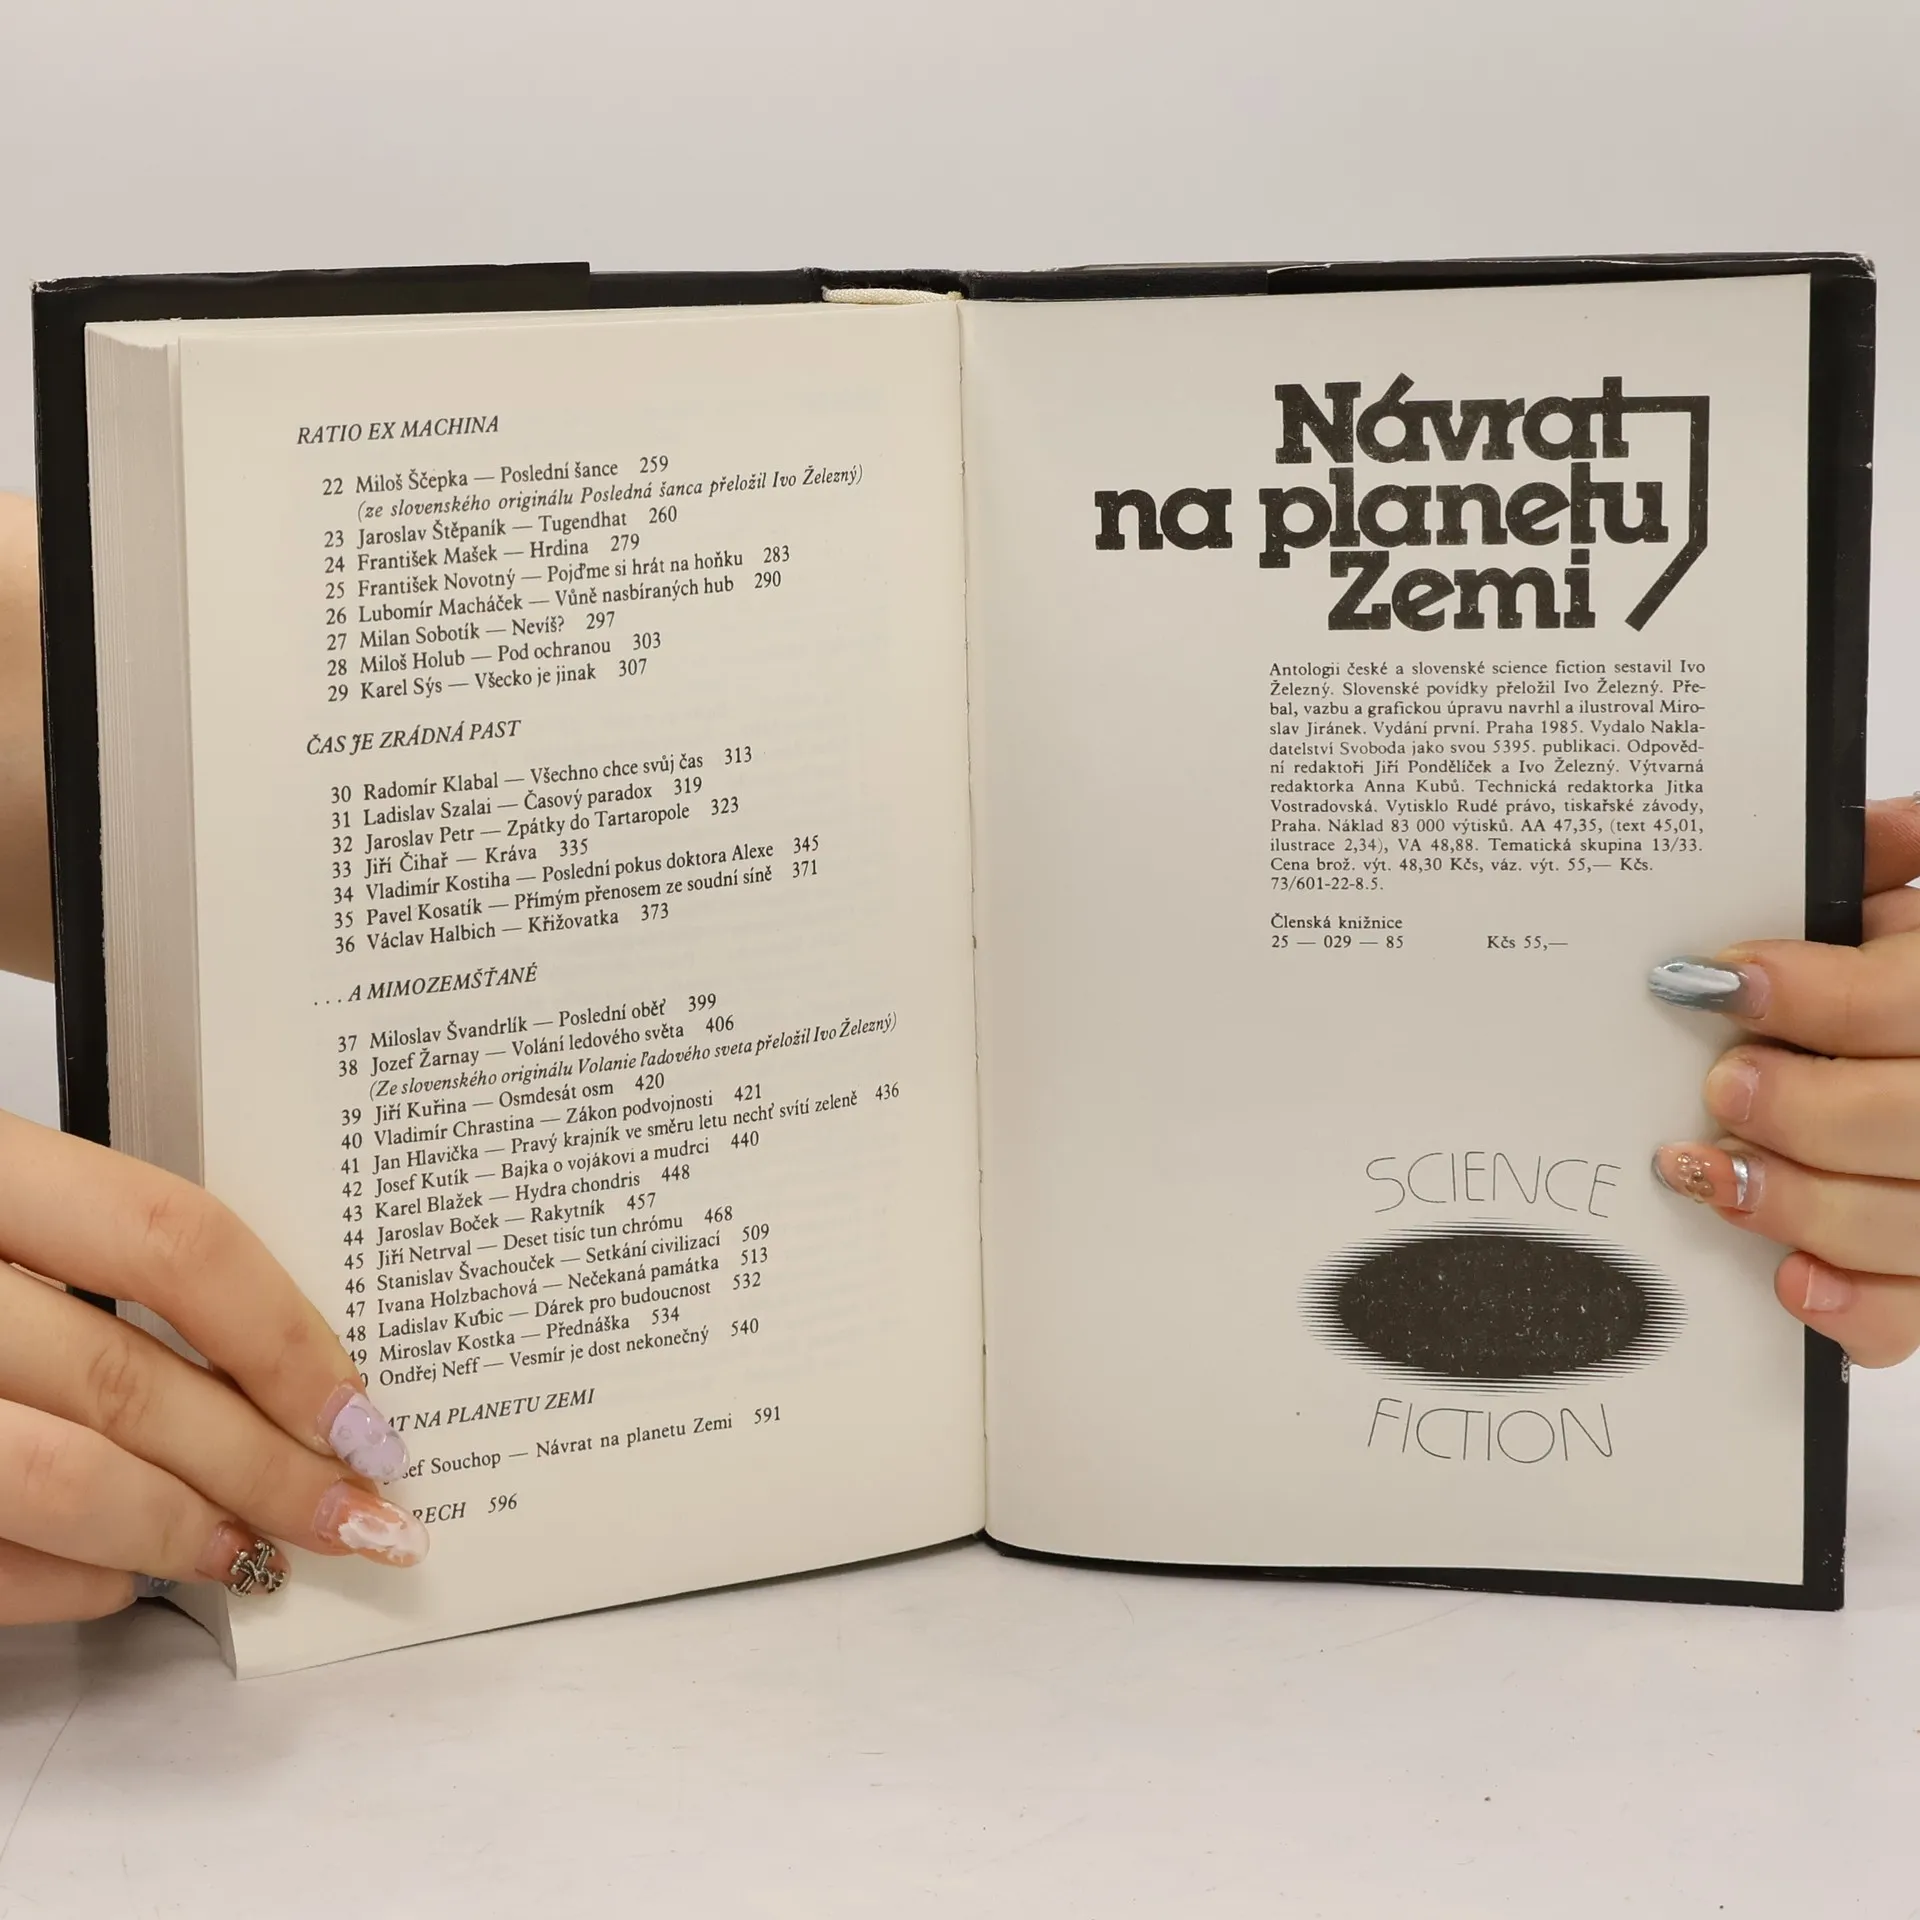 RATIO EX MACHINA
22 Miloš Ščepka — Poslední šance 259
(ze slovenského originálu Posledná šanca přeložil Ivo Železný)
23 Jaroslav Štěpaník — Tugendhat 260
24 František Mašek — Hrdina 279
25 František Novotný — Pojďme si hrát na hoňku 283
26 Lubomír Macháček — Vůně nasbíraných hub 290
27 Milan Sobotík — Nevíš? 297
28 Miloš Holub — Pod ochranou 303
29 Karel Sýs — Všecko je jinak 307
ČAS JE ZRÁDNÁ PAST
30 Radomír Klabal — Všechno chce svůj čas 313
31 Ladislav Szalai — Časový paradox 319
32 Jaroslav Petr — Zpátky do Tartaropole 323
33 Jiří Čihař — Kráva 335
34 Vladimír Kostiha — Poslední pokus doktora Alexe 345
35 Pavel Kosatík — Přímým přenosem ze soudní síně 371
36 Václav Halbich — Křižovatka 373
. . . A MIMOZEMŠŤANÉ
37 Miloslav Švandrlík — Poslední oběť 399
38 Jozef Žarnay — Volání ledového světa 406
(Ze slovenského originálu Volanie ľadového sveta přeložil Ivo Železný)
39 Jiří Kuřina — Osmdesát osm 420
40 Vladimír Chrastina — Zákon podvojnosti 421
41 Jan Hlavička — Pravý krajník ve směru letu nechť svítí zeleně 436
42 Josef Kutík — Bajka o vojákovi a mudrci 440
43 Karel Blažek — Hydra chondris 448
44 Jaroslav Boček — Rakytník 457
45 Jiří Netrval — Deset tisíc tun chrómu 468
46 Stanislav Švachouček — Setkání civilizací 509
47 Ivana Holzbachová — Nečekaná památka 513
48 Ladislav Kubic — Dárek pro budoucnost 532
49 Miroslav Kostka — Přednáška 534
Ondřej Neff — Vesmír je dost nekonečný 540
AT NA PLANETU ZEMI
sef Souchop — Návrat na planetu Zemi 591
RECH 596
Návrat
na planetu
Zemi
Antologii české a slovenské science fiction sestavil Ivo
Železný. Slovenské povídky přeložil Ivo Železný. Pře-
bal, vazbu a grafickou úpravu navrhl a ilustroval Miro-
slav Jiránek. Vydání první. Praha 1985. Vydalo Nakla-
datelství Svoboda jako svou 5395. publikaci. Odpověd-
ní redaktoři Jiří Pondělíček a Ivo Železný. Výtvarná
redaktorka Anna Kubů. Technická redaktorka Jitka
Vostradovská. Vytisklo Rudé právo, tiskařské závody,
Praha. Náklad 83 000 výtisků. AA 47,35, (text 45,01,
ilustrace 2,34), VA 48,88. Tematická skupina 13/33.
Cena brož. výt. 48,30 Kčs, váz. výt. 55,— Kčs.
73/601-22-8.5.
Členská knižnice
25 — 029 — 85 Kčs 55,—
SCIENCE
FICTION